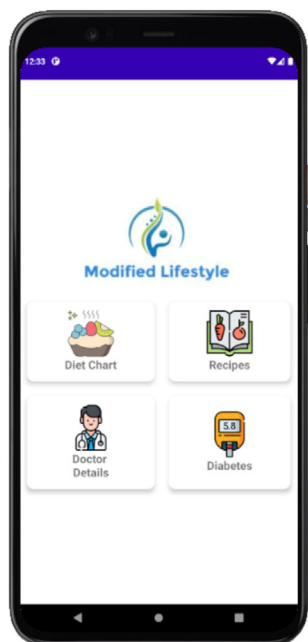 12:33
Modified Lifestyle
Diet Chart
Recipes
5.8
Doctor
Details
Diabetes